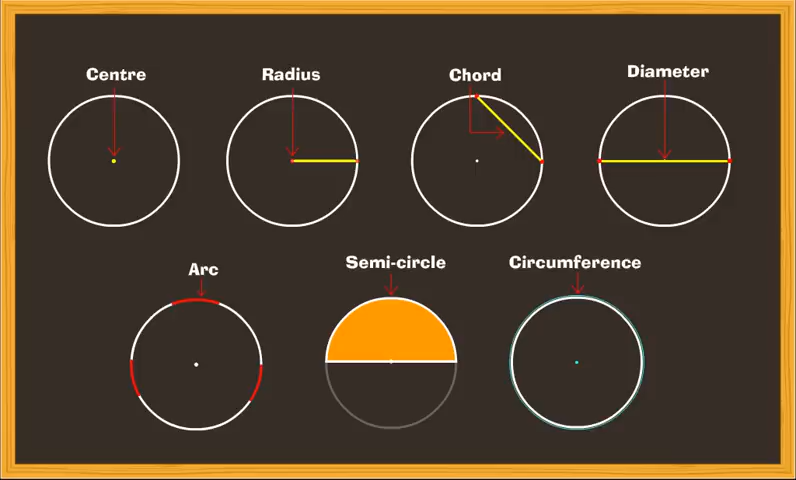 Centre
Radius
Chord
Diameter
Arc
Semi-circle
Circumference